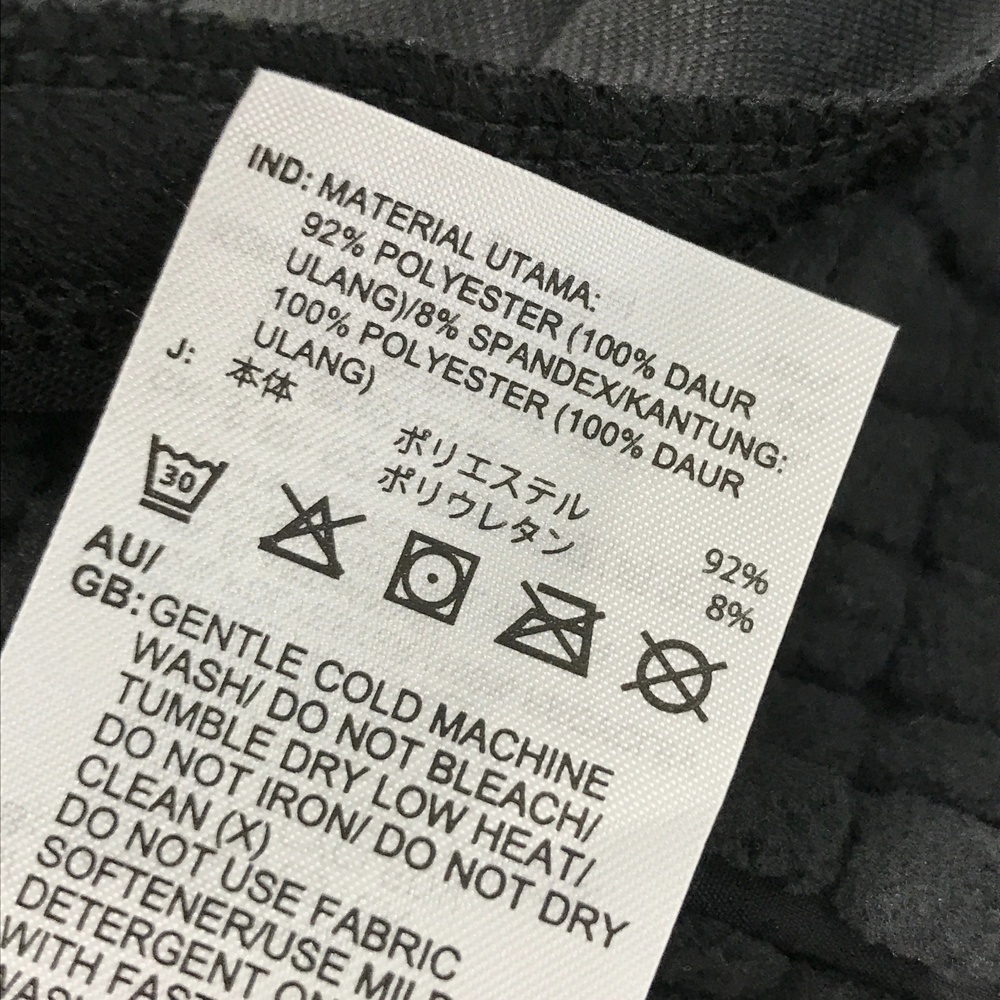 IND: MATERIAL UTAMA:
92% POLYESTER (100% DAUR
ULANG)/8% SPANDEX/KANTUNG:
100% POLYESTER (100% DAUR
ULANG)
J: 本体
ポリエステル 92%
ポリウレタン 8%
30
AU/
GB: GENTLE COLD MACHINE
WASH/ DO NOT BLEACH/
TUMBLE DRY LOW HEAT/
DO NOT IRON/ DO NOT DRY
CLEAN (X)
DO NOT USE FABRIC
SOFTENER/USE MILD
DETERGENT
WITH